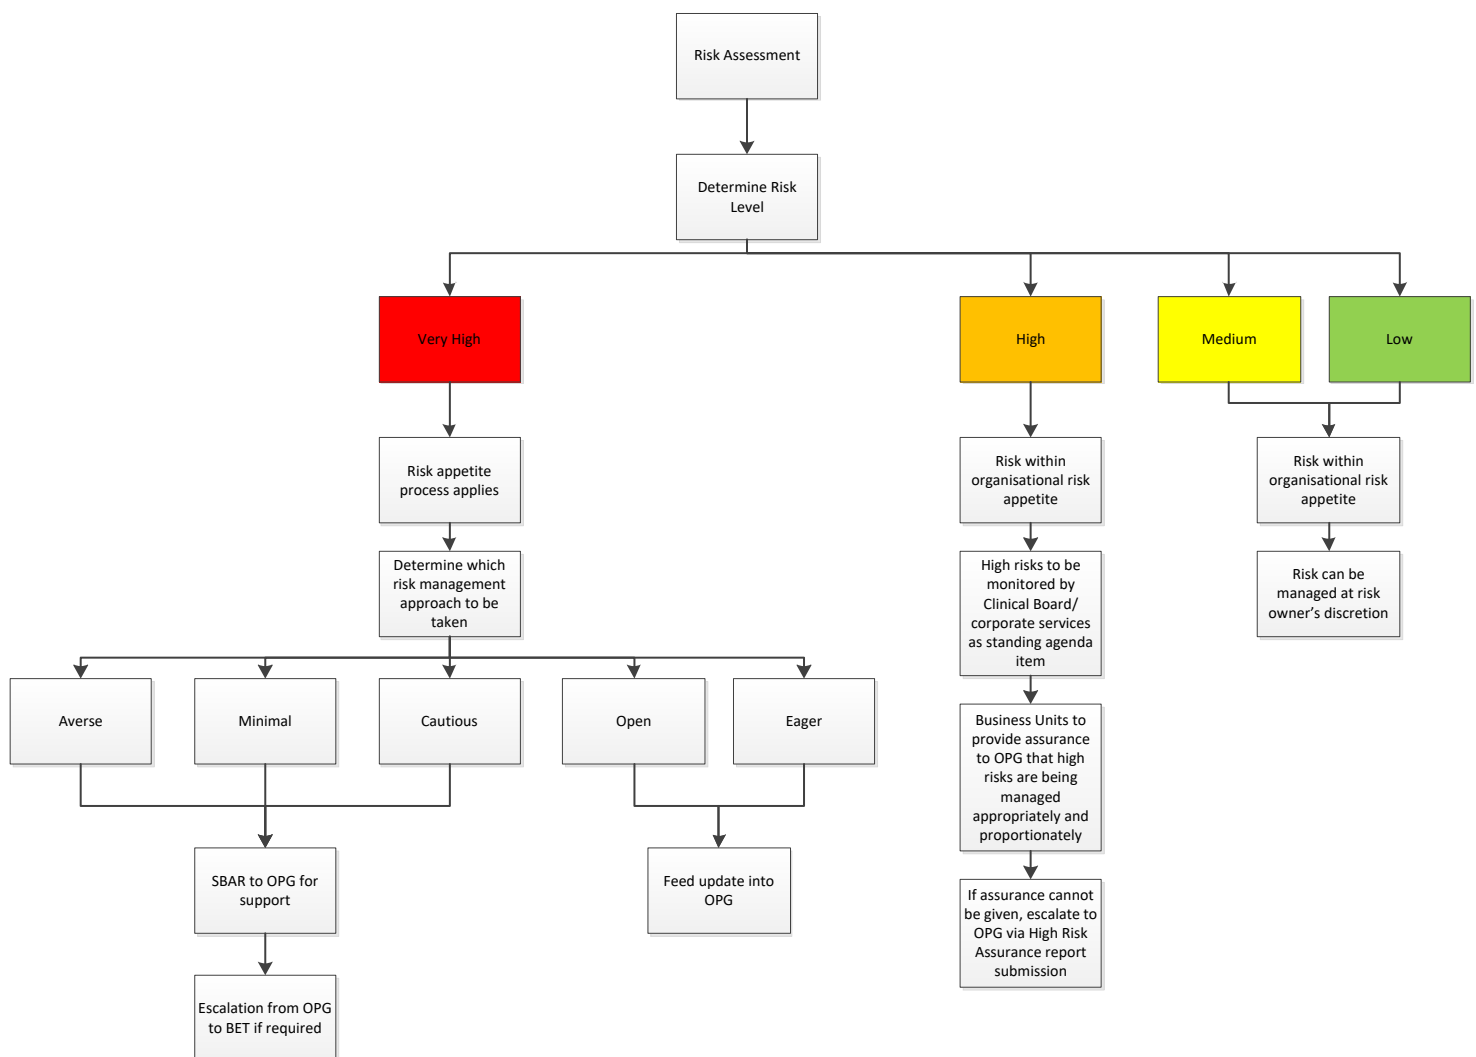 Risk Assessment
Determine Risk
Level
Very High
High
Medium
Low
Risk appetite
process applies
Risk within
organisational risk
appetite
Risk within
organisational risk
appetite
Determine which
risk management
approach to be
taken
High risks to be
monitored by
Clinical Board/
corporate services
as standing agenda
item
Risk can be
managed at risk
owner’s discretion
Averse
Minimal
Cautious
Open
Eager
Business Units to
provide assurance
to OPG that high
risks are being
managed
appropriately and
proportionately
SBAR to OPG for
support
Feed update into
OPG
If assurance cannot
be given, escalate to
OPG via High Risk
Assurance report
submission
Escalation from OPG
to BET if required